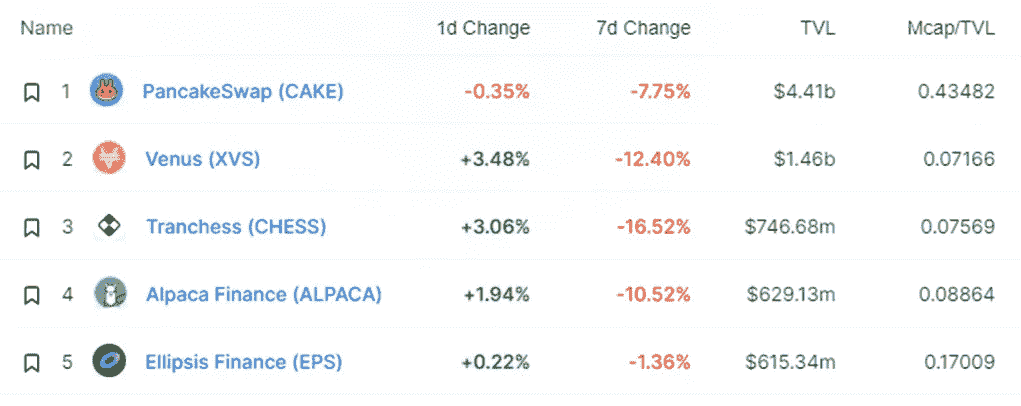 Name 1d Change 7d Change TVL Mcap/TVL
1 PancakeSwap (CAKE) -0.35% -7.75% $4.41b 0.43482
2 Venus (XVS) +3.48% -12.40% $1.46b 0.07166
3 Tranchess (CHESS) +3.06% -16.52% $746.68m 0.07569
4 Alpaca Finance (ALPACA) +1.94% -10.52% $629.13m 0.08864
5 Ellipsis Finance (EPS) +0.22% -1.36% $615.34m 0.17009